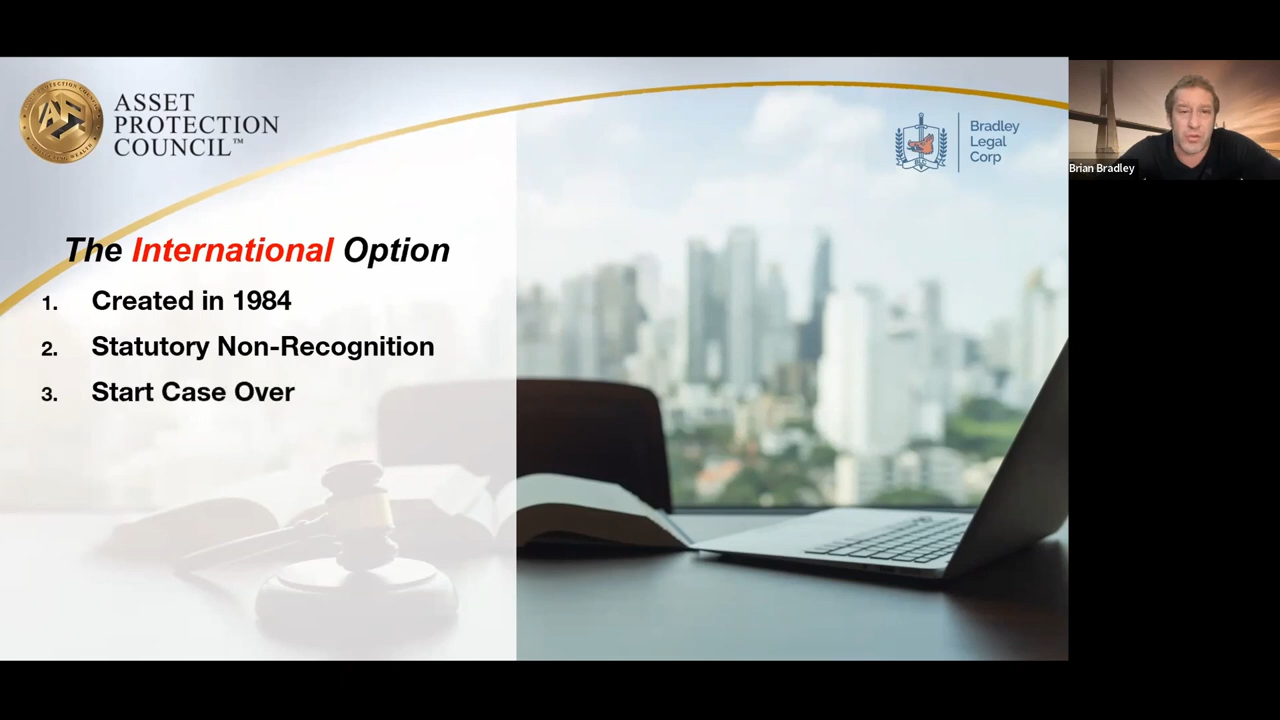 ASSET
PROTECTION
COUNCIL™
Bradley
Legal
Corp
Brian Bradley
The International Option
1. Created in 1984
2. Statutory Non-Recognition
3. Start Case Over